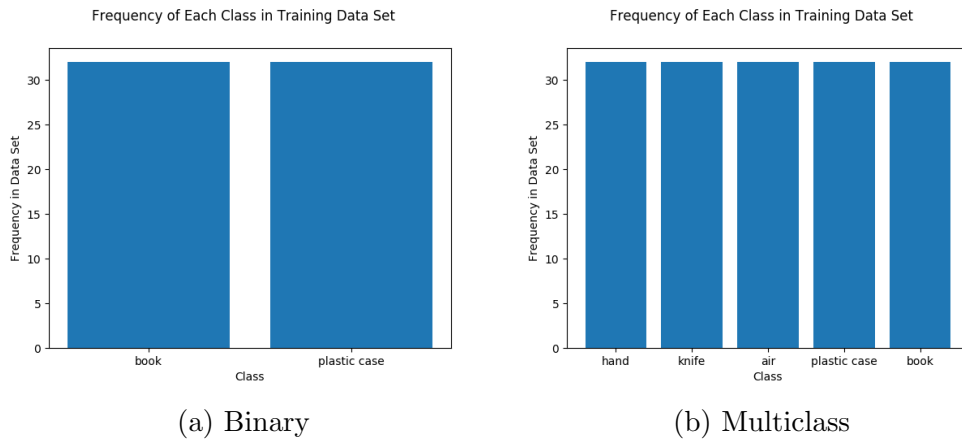 Frequency of Each Class in Training Data Set
30
25
20
15
10
5
0
Frequency in Data Set
book plastic case
Class
(a) Binary
Frequency of Each Class in Training Data Set
30
25
20
15
10
5
0
Frequency in Data Set
hand knife air plastic case book
Class
(b) Multiclass